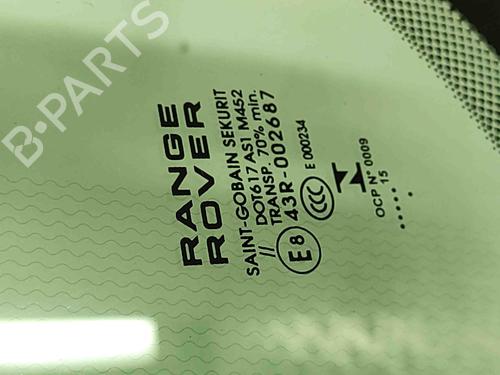 RANGE
ROVER
SAINT-GOBAIN SEKURIT
// DOT617 AS1 M452
TRANSP. 70% min.
E8 43R-002687
CCC E 000234
OCP N° 0009
15
.....
B-PARTS